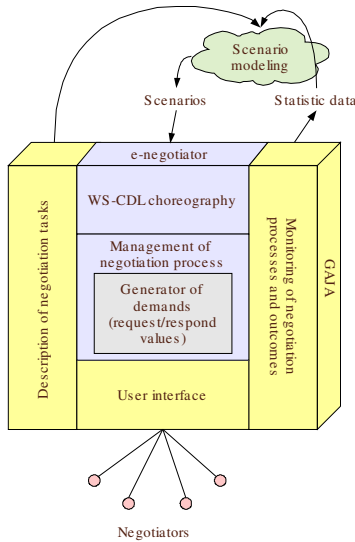 Scenario
modeling
Scenarios
Statistic data
e-negotiator
WS-CDL choreography
Management of
negotiation process
Generator of
demands
(request/respond
values)
User interface
Description of negotiation tasks
Monitoring of negotiation
processes and outcomes
GAJA
Negotiators